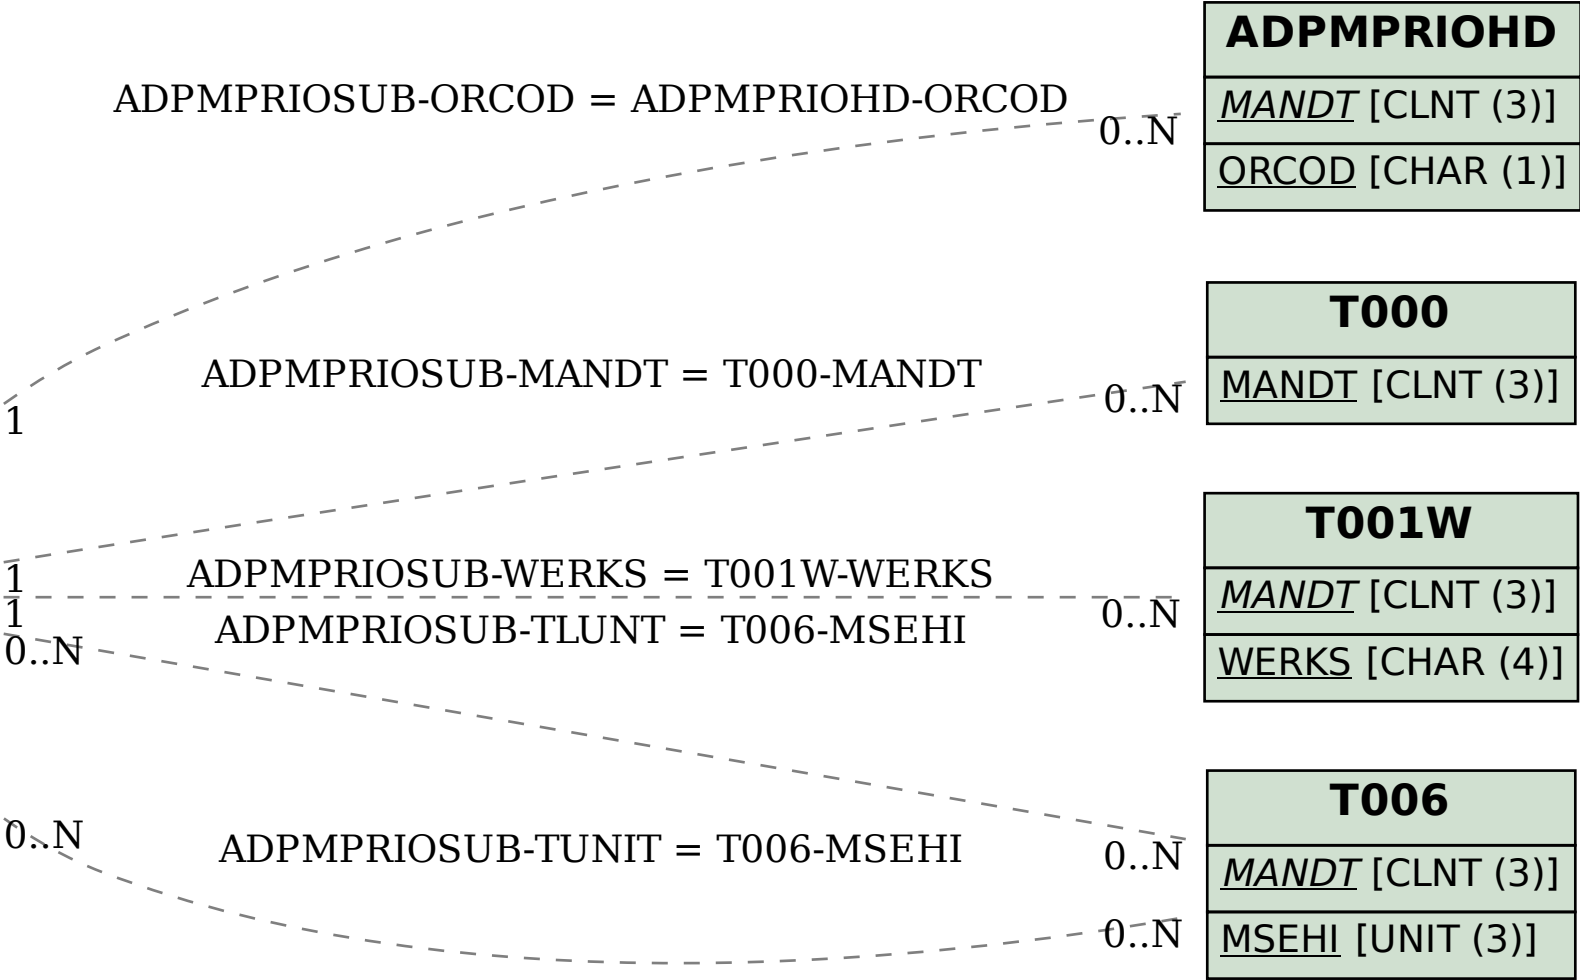 ADPMPRIOHD
ADPMPRIOSUB-ORCOD = ADPMPRIOHD-ORCOD
MANDT [CLNT (3)]
0..N
ORCOD [CHAR (1)]
T000
ADPMPRIOSUB-MANDT = T000-MANDT
MANDT [CLNT (3)]
0..N
1
T001W
ADPMPRIOSUB-WERKS = T001W-WERKS
1
MANDT [CLNT (3)]
1
0..N
ADPMPRIOSUB-TLUNT = T006-MSEHI
0..N
WERKS [CHAR (4)]
T006
0..N
ADPMPRIOSUB-TUNIT = T006-MSEHI
0..N
MANDT [CLNT (3)]
0..N
MSEHI [UNIT (3)]